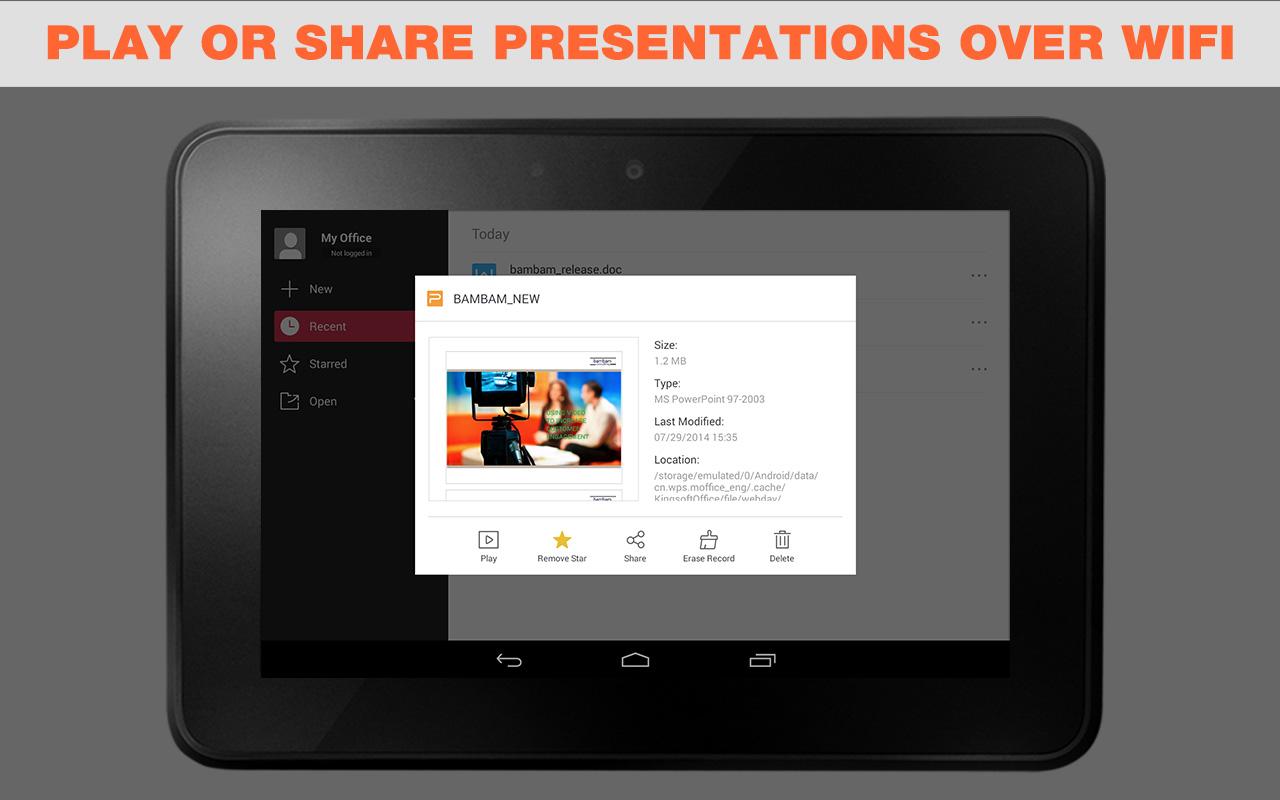 PLAY OR SHARE PRESENTATIONS OVER WIFI
My Office
Not logged in
New
Recent
Starred
Open
Today
bambam_release.doc
BAMBAM_NEW
bambam
USING VIDEO
TO INCREASE
CUSTOMER
ENGAGEMENT
bambam
Size:
1.2 MB
Type:
MS PowerPoint 97-2003
Last Modified:
07/29/2014 15:35
Location:
/storage/emulated/0/Android/data/
cn.wps.moffice_eng/.cache/
KingsoftOffice/file/webdav/
Play
Remove Star
Share
Erase Record
Delete